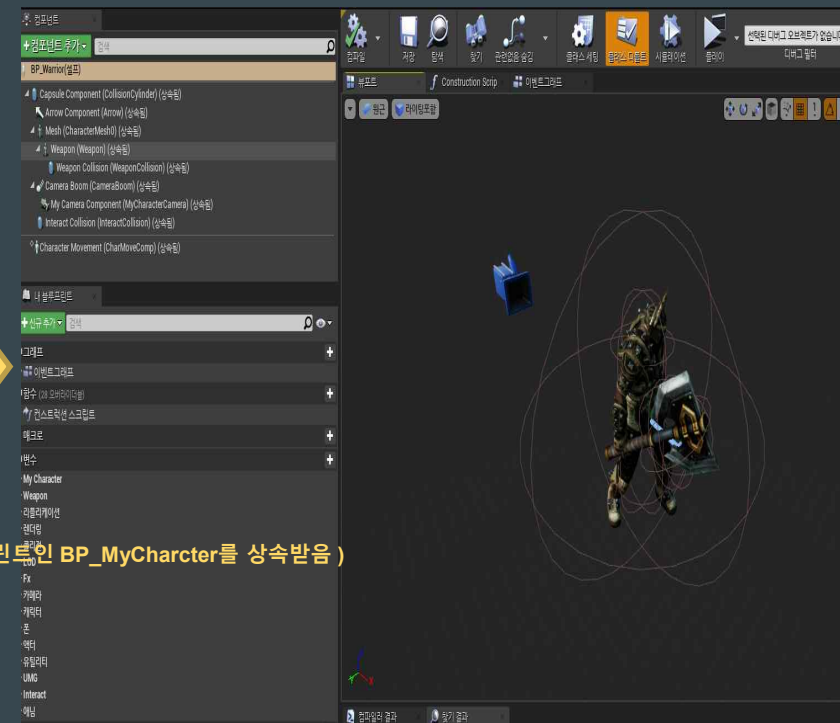 컴포넌트
+컴포넌트 추가 검색
BP_Warrior(셀프)
Capsule Component (CollisionCylinder) (상속됨)
Arrow Component (Arrow) (상속됨)
Mesh (CharacterMesh0) (상속됨)
Weapon (Weapon) (상속됨)
Weapon Collision (WeaponCollision) (상속됨)
Camera Boom (CameraBoom) (상속됨)
My Camera Component (MyCharacterCamera) (상속됨)
Interact Collision (InteractCollision) (상속됨)
Character Movement (CharMoveComp) (상속됨)
내 블루프린트
+신규 추가 검색
그래프
이벤트그래프
함수 (28 오버라이더블)
컨스트럭션 스크립트
매크로
변수
My Character
Weapon
리플리케이션
렌더링
콜리전
린트인 BP_MyCharcter를 상속받음 )
LOD
Fx
카메라
캐릭터
폰
액터
유틸리티
UMG
Interact
애님
컴파일 저장 탐색 찾기 관련없음 숨김 클래스 세팅 클래스 디폴트 시뮬레이션 플레이
선택된 디버그 오브젝트가 없습니다
디버그 필터
뷰포트 Construction Scrip 이벤트그래프
원근 라이팅포함
X
컴파일러 결과 찾기 결과